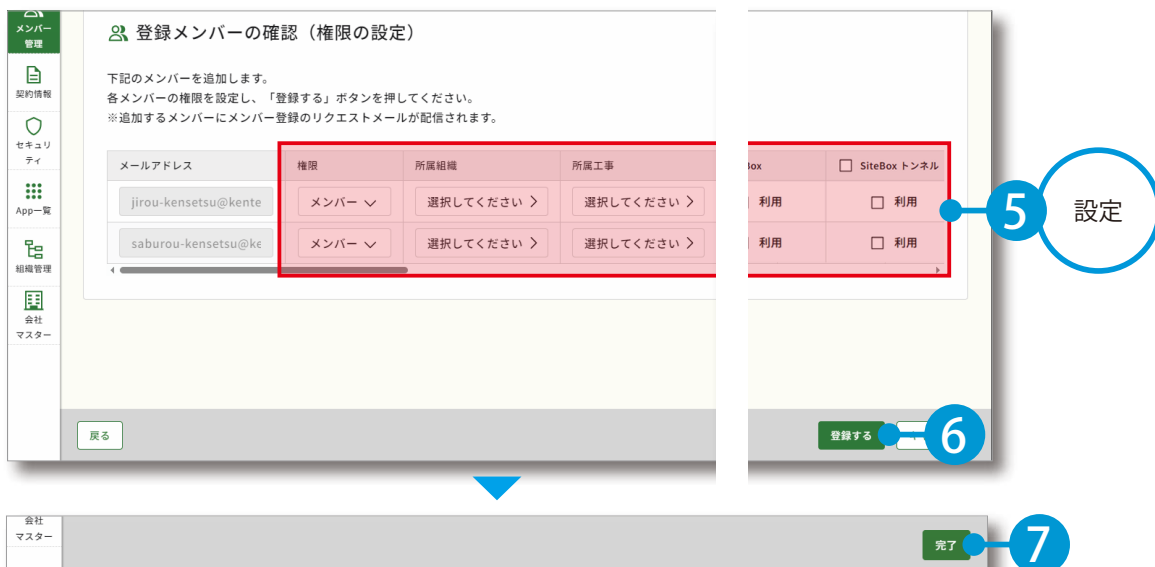 メンバー
管理
契約情報
セキュリ
ティ
App一覧
組織管理
会社
マスター
登録メンバーの確認（権限の設定）
下記のメンバーを追加します。
各メンバーの権限を設定し、「登録する」ボタンを押してください。
※追加するメンバーにメンバー登録のリクエストメールが配信されます。
メールアドレス 権限 所属組織 所属工事 Box SiteBox トンネル
jirou-kensetsu@kente メンバー 選択してください 選択してください 利用 利用
saburou-kensetsu@ke メンバー 選択してください 選択してください 利用 利用
5 設定
戻る 登録する 6
会社
マスター
完了 7